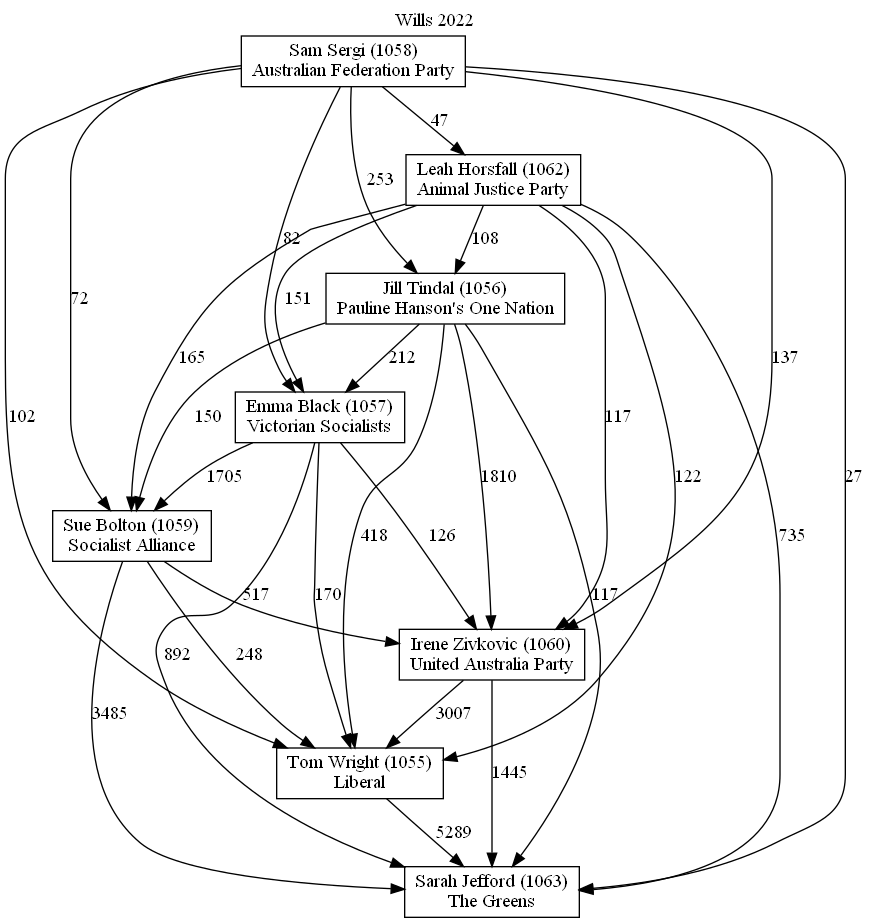 Wills 2022
Sam Sergi (1058)
Australian Federation Party
47
Leah Horsfall (1062)
Animal Justice Party
253
82
108
Jill Tindal (1056)
Pauline Hanson's One Nation
72
151
165
212
137
Emma Black (1057)
Victorian Socialists
102
150
117
1705
1810
122
27
Sue Bolton (1059)
Socialist Alliance
418
126
735
517
170
117
892
248
Irene Zivkovic (1060)
United Australia Party
3485
3007
Tom Wright (1055)
Liberal
1445
5289
Sarah Jefford (1063)
The Greens